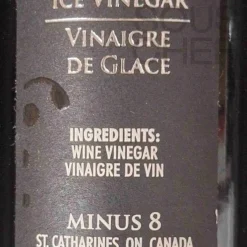 ICE VINEGAR
VINAIGRE
DE GLACE
INGREDIENTS:
WINE VINEGAR
VINAIGRE DE VIN
MINUS 8
ST. CATHARINES, ON, CANADA